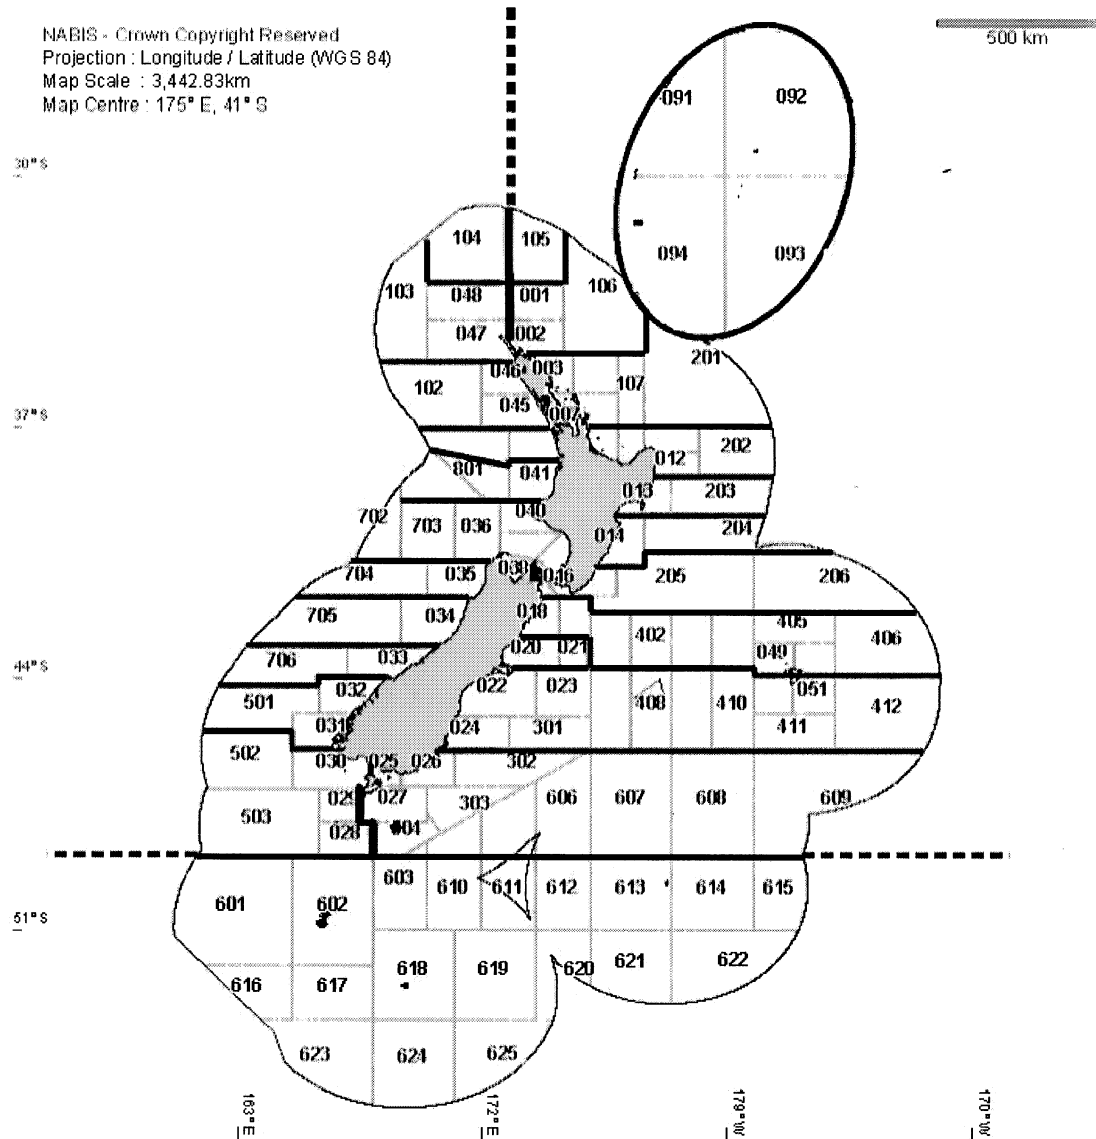 NABIS - Crown Copyright Reserved
Projection : Longitude / Latitude (WGS 84)
Map Scale : 3,442.83km
Map Centre : 175° E, 41° S
500 km
091 092
30° S
104 105
094 093
103 048 001 106
047 002
046 003 201
102 045 107
37° S
007
202
801 041 012
013 203
040
702 703 036 014 204
704 035 038 016 205 206
705 034 018 405
020 021 402 406
706 033 049
44° S
032 022 023 051
501 408 410 412
031 024 301 411
502 030 025 026 302
029 027 303 606 607 608 609
503 028
603 610 611 612 613 614 615
601 602
51° S
618 619 620 621 622
616 617
623 624 625
163° E
172° E
179° W
170° W